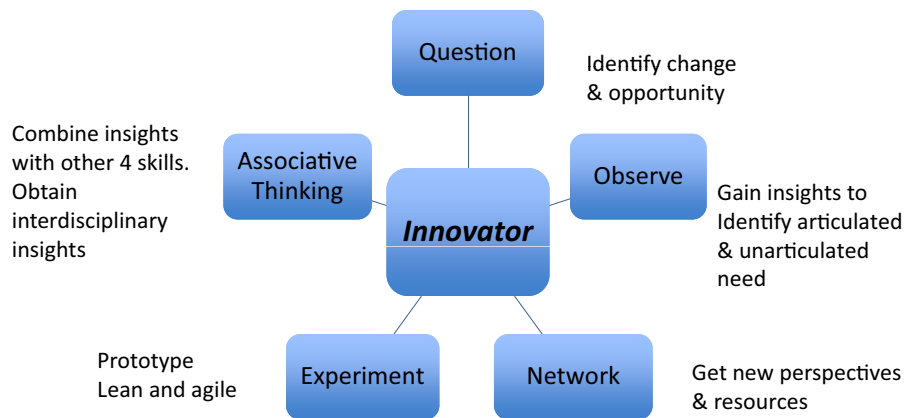 Question
Identify change
& opportunity
Combine insights
with other 4 skills.
Obtain
interdisciplinary
insights
Associative
Thinking
Observe
Gain insights to
Identify articulated
& unarticulated
need
Innovator
Prototype
Lean and agile
Experiment
Network
Get new perspectives
& resources